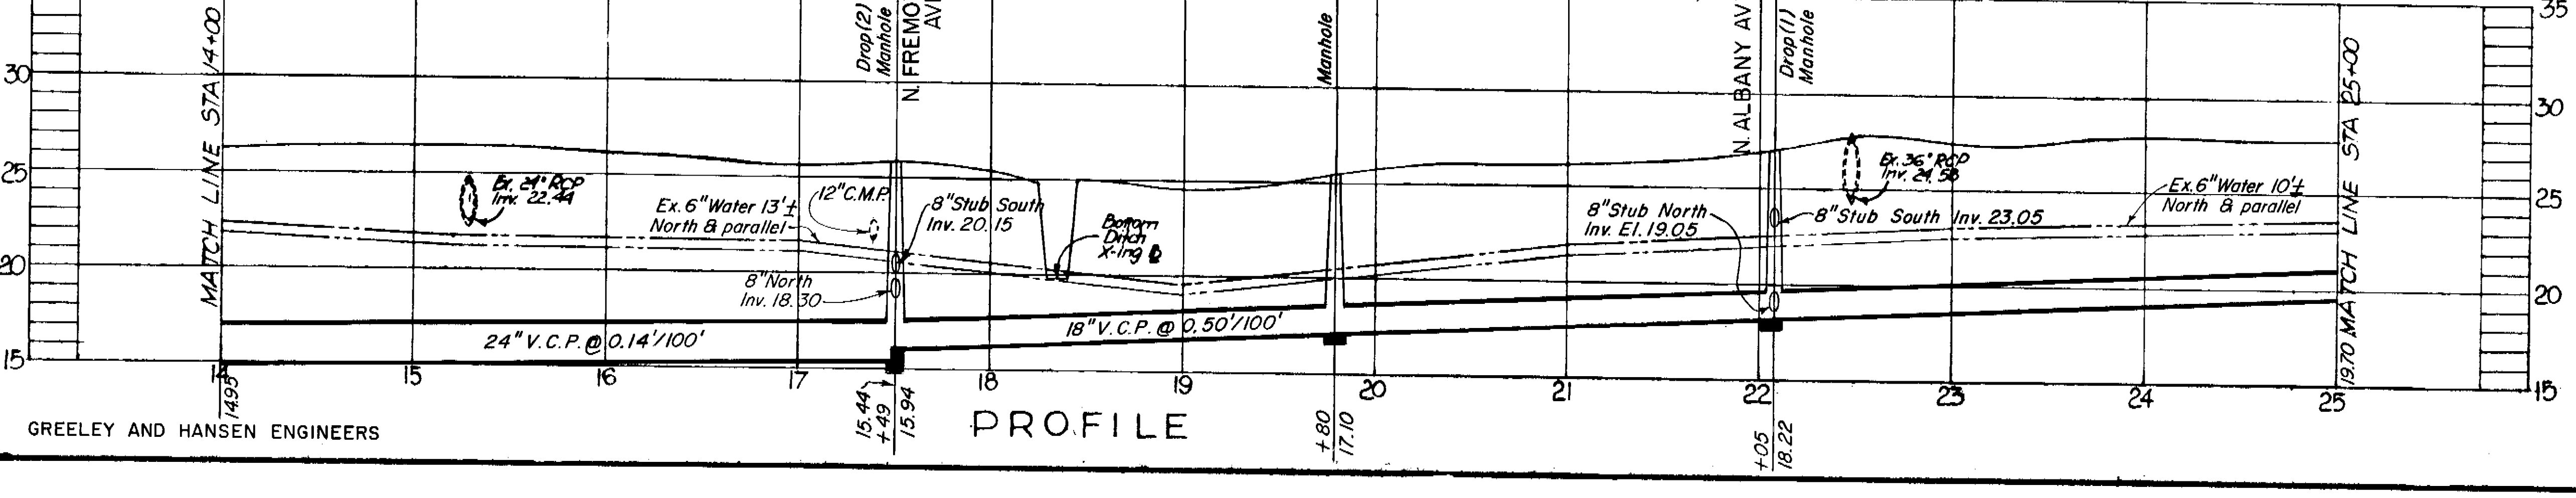 35
30
25
20
15
MATCH LINE STA 14+00
Drop (2)
Manhole
N. FREMO
AV
Manhole
N. ALBANY AV
Drop (1)
Manhole
MATCH LINE STA 25+00
30
25
20
15
Inv. 22.44
Ex. 6" Water 13'±
North & parallel
12" C.M.P.
8" Stub South
Inv. 20.15
8" North
Inv. 18.30
Bottom
Ditch
X-ing
8" Stub North
Inv. El. 19.05
8" Stub South Inv. 23.05
Ex. 36" RCP
Ex. 6" Water 10'±
North & parallel
24" V.C.P. @ 0.14'/100'
18" V.C.P. @ 0.50'/100'
14 15 16 17 18 19 20 21 22 23 24 25
14.95
15.44
+49
15.94
+80
17.10
+05
18.22
19.70
PROFILE
GREELEY AND HANSEN ENGINEERS